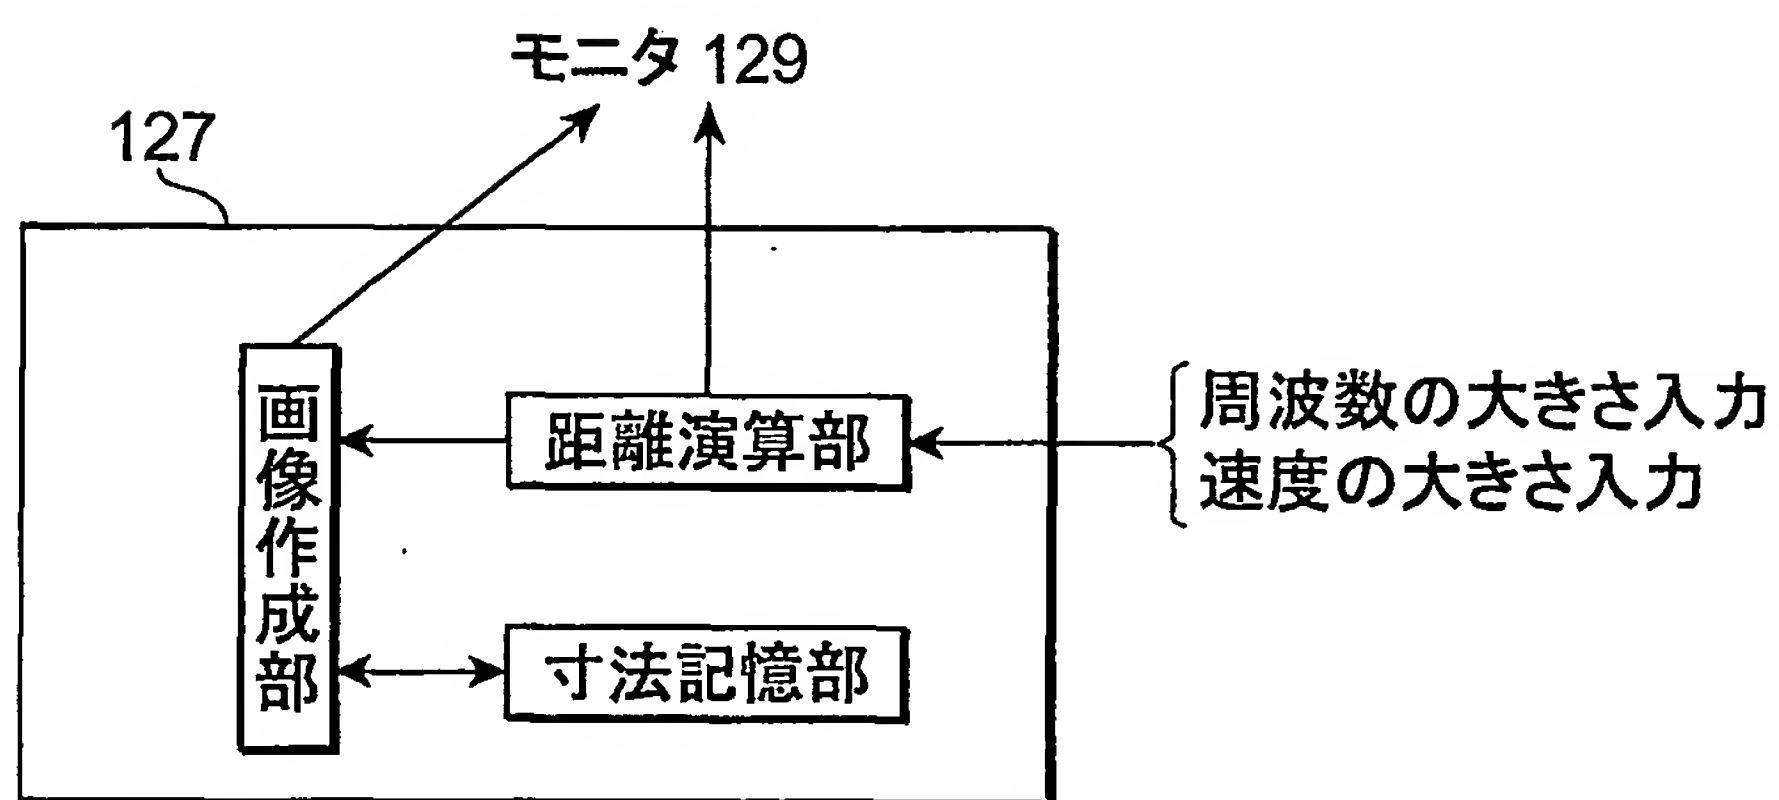 モニタ 129
127
画像作成部
距離演算部
周波数の大きさ入力
速度の大きさ入力
寸法記憶部